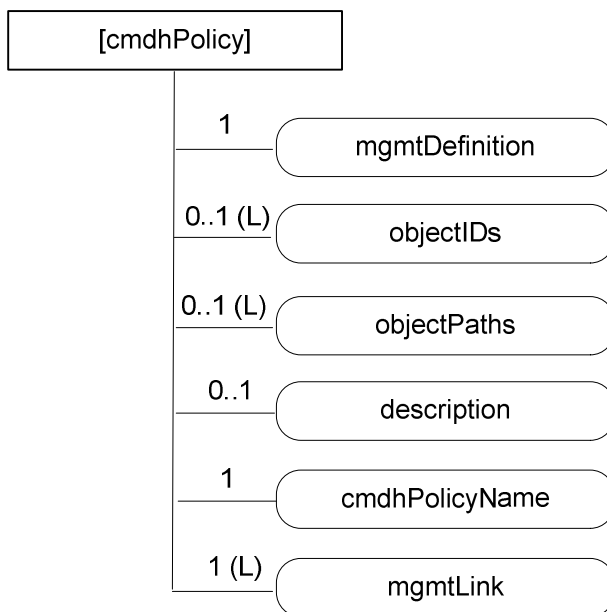 [cmdhPolicy]
1
mgmtDefinition
0..1 (L)
objectIDs
0..1 (L)
objectPaths
0..1
description
1
cmdhPolicyName
1 (L)
mgmtLink